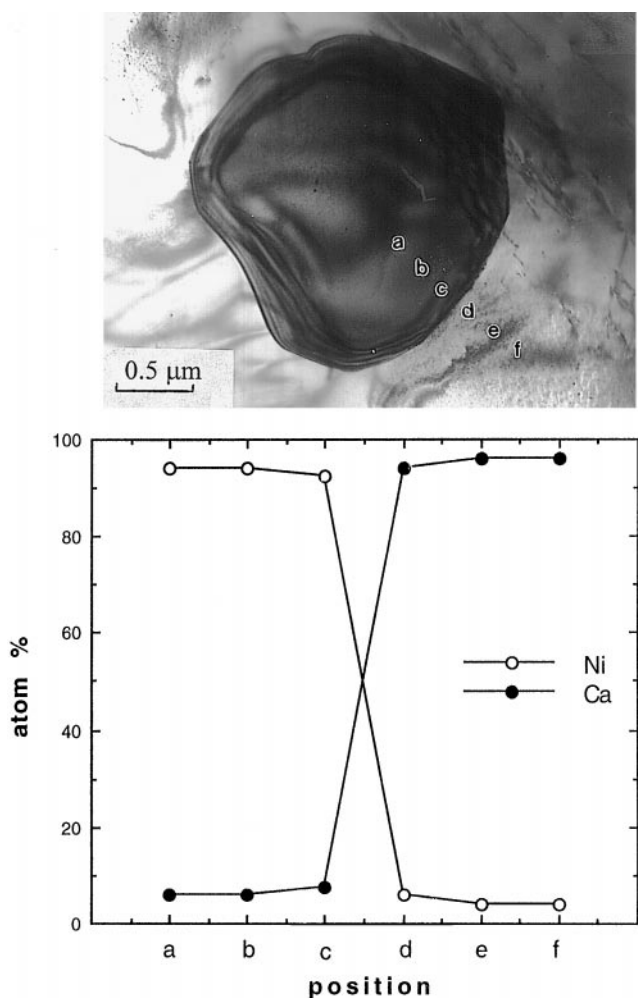 a
b
c
d
e
f
0.5 μm
100
80
60
40
20
0
atom %
Ni
Ca
a b c d e f
position